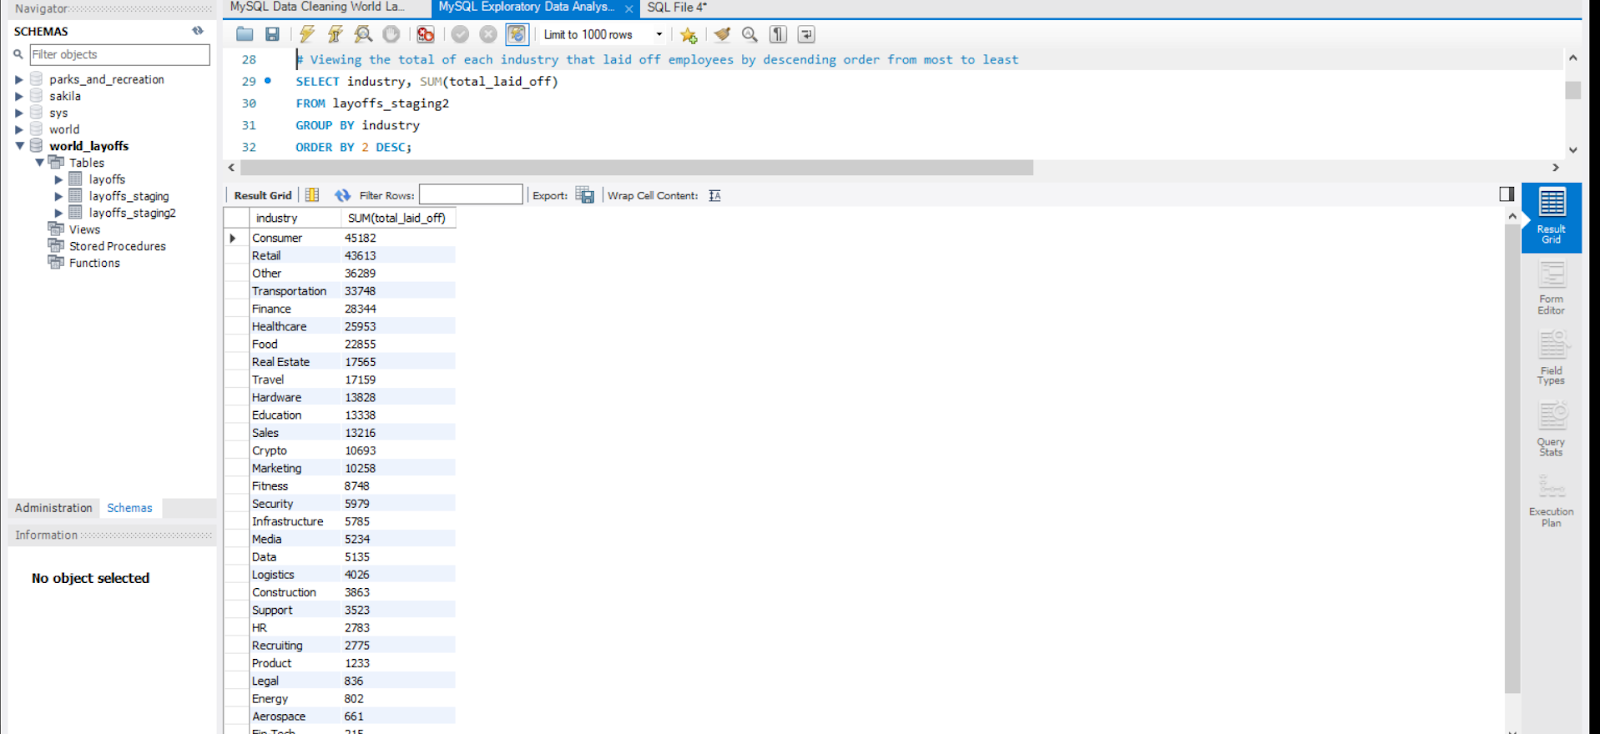 Navigator
MySQL Data Cleaning World La...
MySQL Exploratory Data Analys...
SQL File 4*
SCHEMAS
Filter objects
parks_and_recreation
sakila
sys
world
world_layoffs
Tables
layoffs
layoffs_staging
layoffs_staging2
Views
Stored Procedures
Functions
Administration Schemas
Information
No object selected
Limit to 1000 rows
28 # Viewing the total of each industry that laid off employees by descending order from most to least
29 SELECT industry, SUM(total_laid_off)
30 FROM layoffs_staging2
31 GROUP BY industry
32 ORDER BY 2 DESC;
Result Grid Filter Rows: Export: Wrap Cell Content:
industry SUM(total_laid_off)
Consumer 45182
Retail 43613
Other 36289
Transportation 33748
Finance 28344
Healthcare 25953
Food 22855
Real Estate 17565
Travel 17159
Hardware 13828
Education 13338
Sales 13216
Crypto 10693
Marketing 10258
Fitness 8748
Security 5979
Infrastructure 5785
Media 5234
Data 5135
Logistics 4026
Construction 3863
Support 3523
HR 2783
Recruiting 2775
Product 1233
Legal 836
Energy 802
Aerospace 661
Fin-Tech 215
Result
Grid
Form
Editor
Field
Types
Query
Stats
Execution
Plan